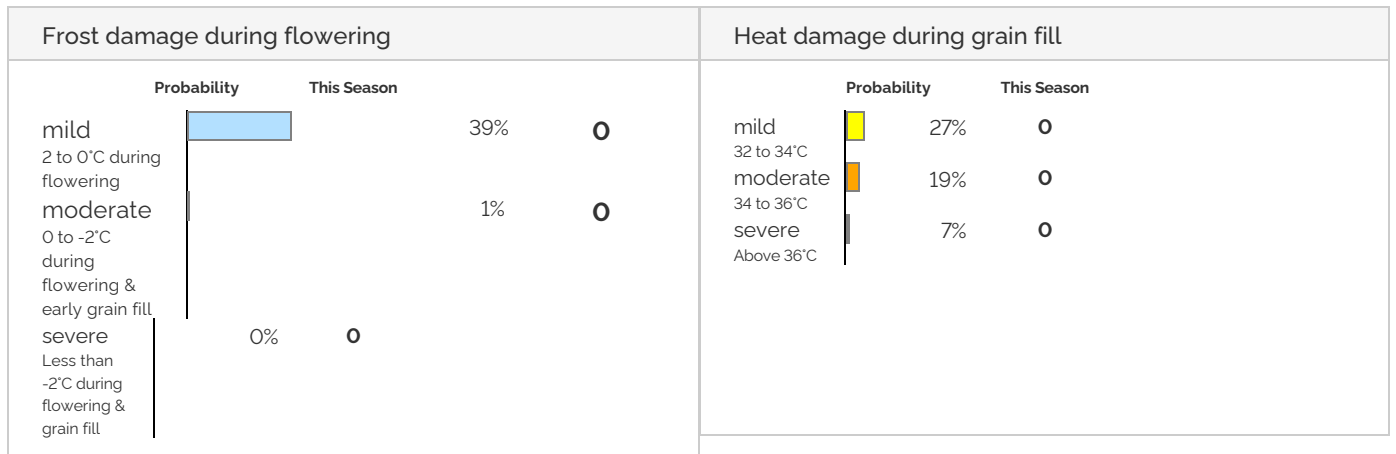 Frost damage during flowering
Probability This Season
mild 39% 0
2 to 0°C during
flowering
moderate 1% 0
0 to -2°C
during
flowering &
early grain fill
severe 0% 0
Less than
-2°C during
flowering &
grain fill
Heat damage during grain fill
Probability This Season
mild 27% 0
32 to 34°C
moderate 19% 0
34 to 36°C
severe 7% 0
Above 36°C